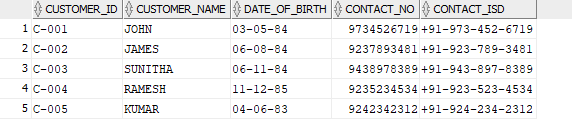 CUSTOMER_ID CUSTOMER_NAME DATE_OF_BIRTH CONTACT_NO CONTACT_ISD
1 C-001 JOHN 03-05-84 9734526719 +91-973-452-6719
2 C-002 JAMES 06-08-84 9237893481 +91-923-789-3481
3 C-003 SUNITHA 06-11-84 9438978389 +91-943-897-8389
4 C-004 RAMESH 11-12-85 9235234534 +91-923-523-4534
5 C-005 KUMAR 04-06-83 9242342312 +91-924-234-2312